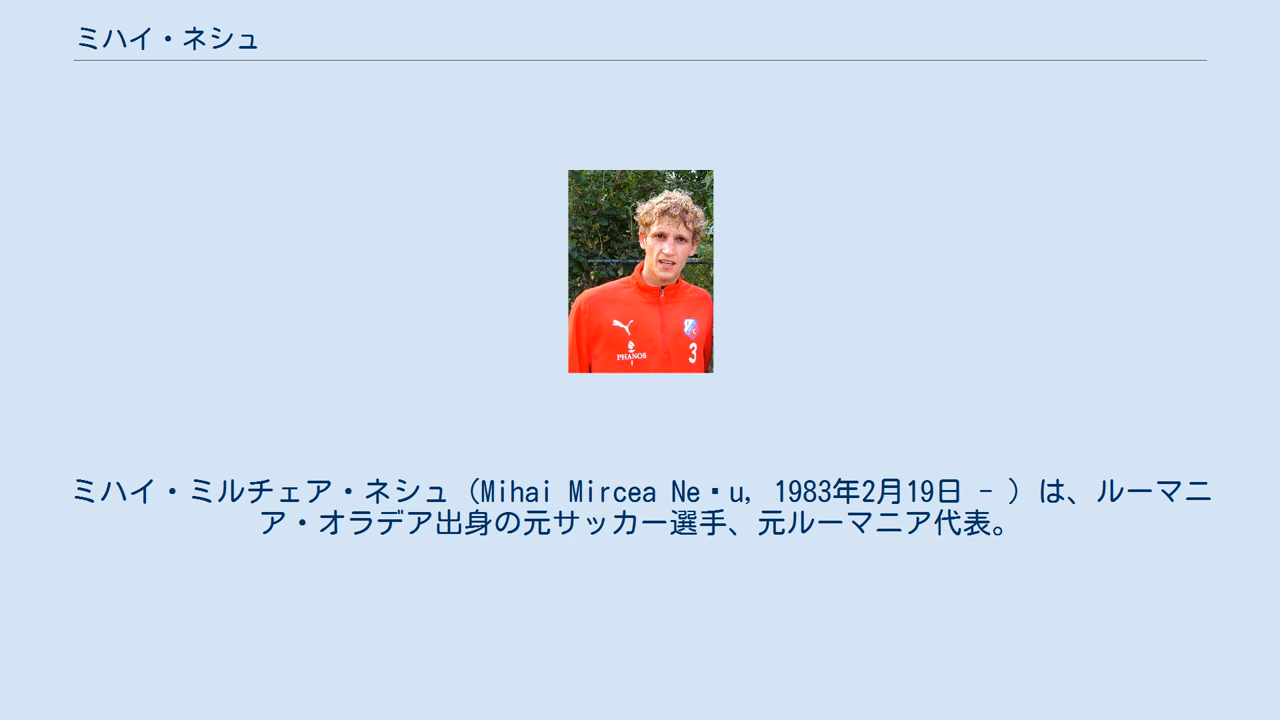 ミハイ・ネシュ
PHANOS
3
ミハイ・ミルチェア・ネシュ（Mihai Mircea Ne・u, 1983年2月19日 - ）は、ルーマニ
ア・オラデア出身の元サッカー選手、元ルーマニア代表。